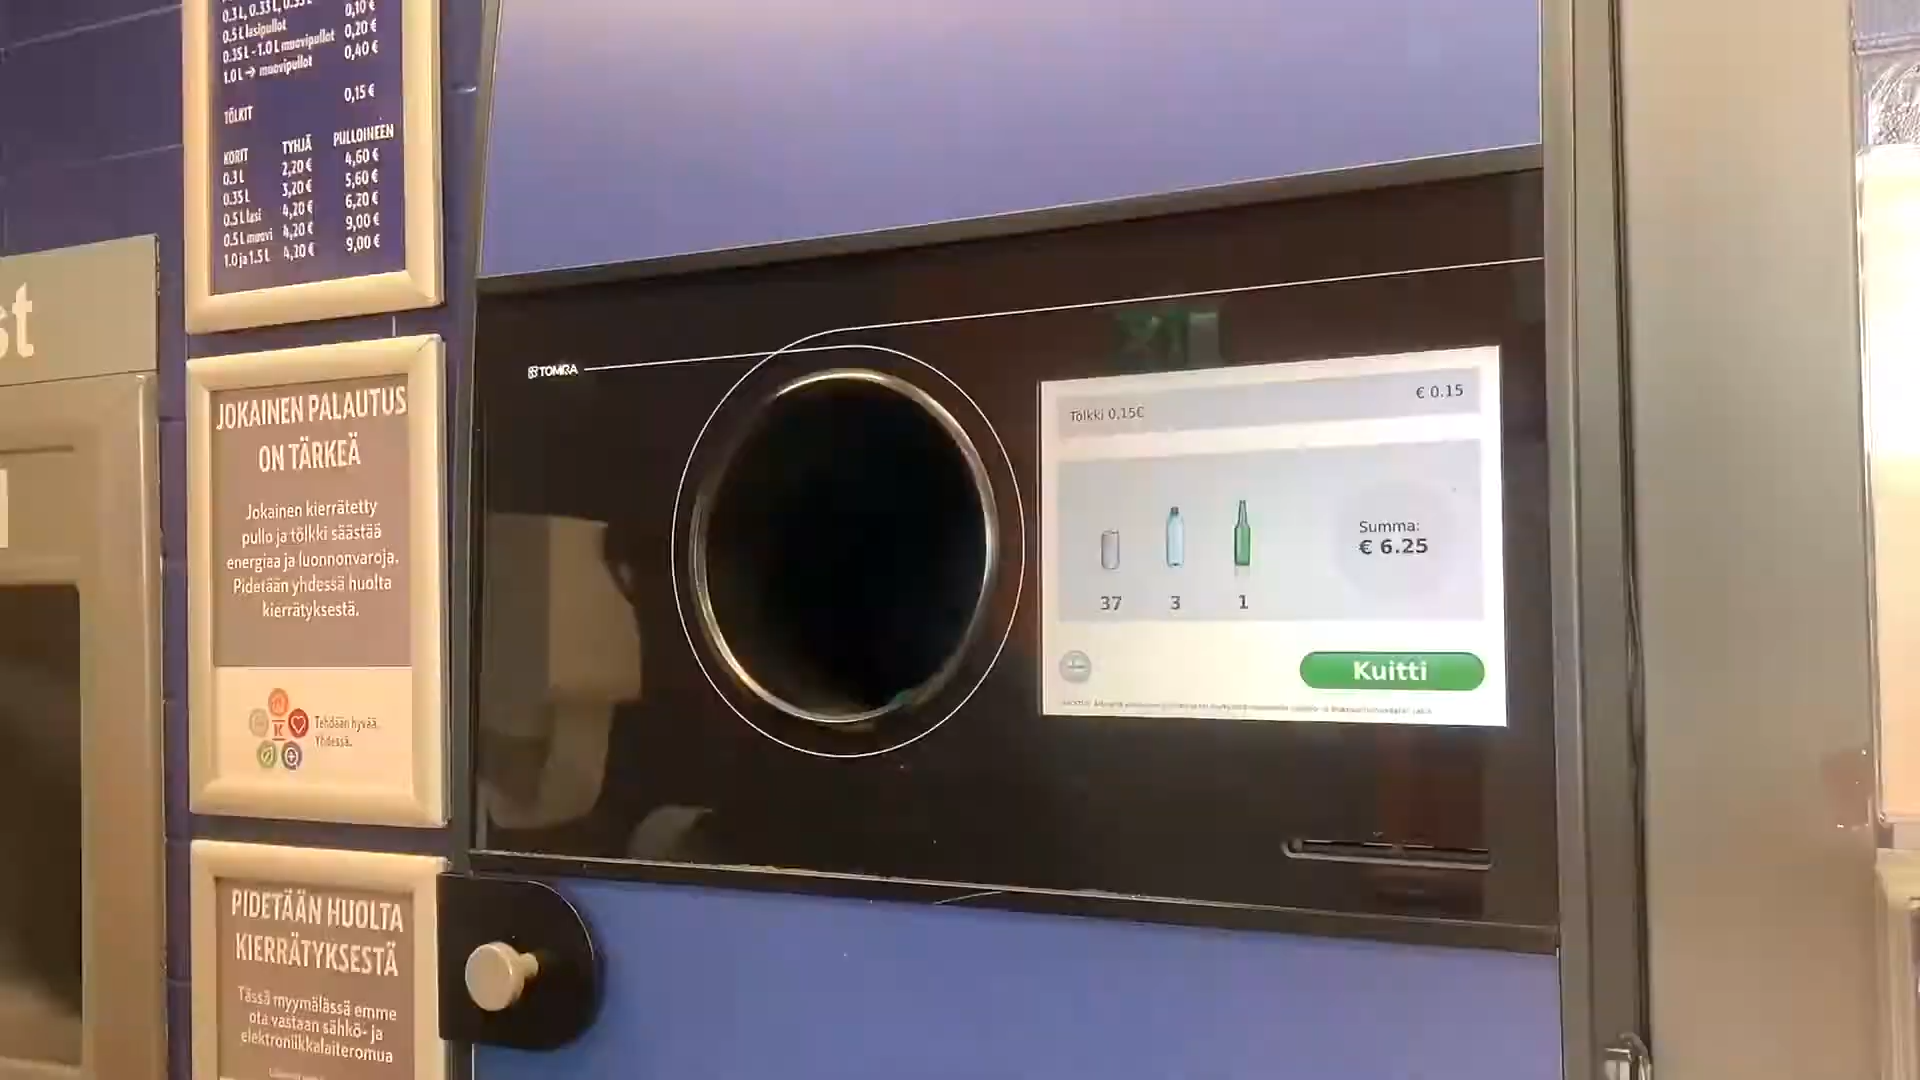 0.3 L, 0.33 L, 0.35 L 0,10 €
0.5 L lasipullot
0.35 L - 1.0 L muovipullot 0,20 €
1.0 L → muovipullot 0,40 €
TÖLKIT 0,15 €
KORIT TYHJÄ PULLOINEEN
0.3 L 2,20 € 4,60 €
0.35 L 3,20 € 5,60 €
0.5 L lasi 4,20 € 6,20 €
0.5 L muovi 4,20 € 9,00 €
1.0 ja 1.5 L 4,20 € 9,00 €
st
JOKAINEN PALAUTUS
ON TÄRKEÄ
Jokainen kierrätetty
pullo ja tölkki säästää
energiaa ja luonnonvaroja.
Pidetään yhdessä huolta
kierrätyksestä.
K
Tehdään hyvää.
Yhdessä.
PIDETÄÄN HUOLTA
KIERRÄTYKSESTÄ
Tässä myymälässä emme
ota vastaan sähkö- ja
elektroniikkalaiteromua
TOMRA
Tölkki 0,15€ € 0.15
Summa:
€ 6.25
37 3 1
Kuitti